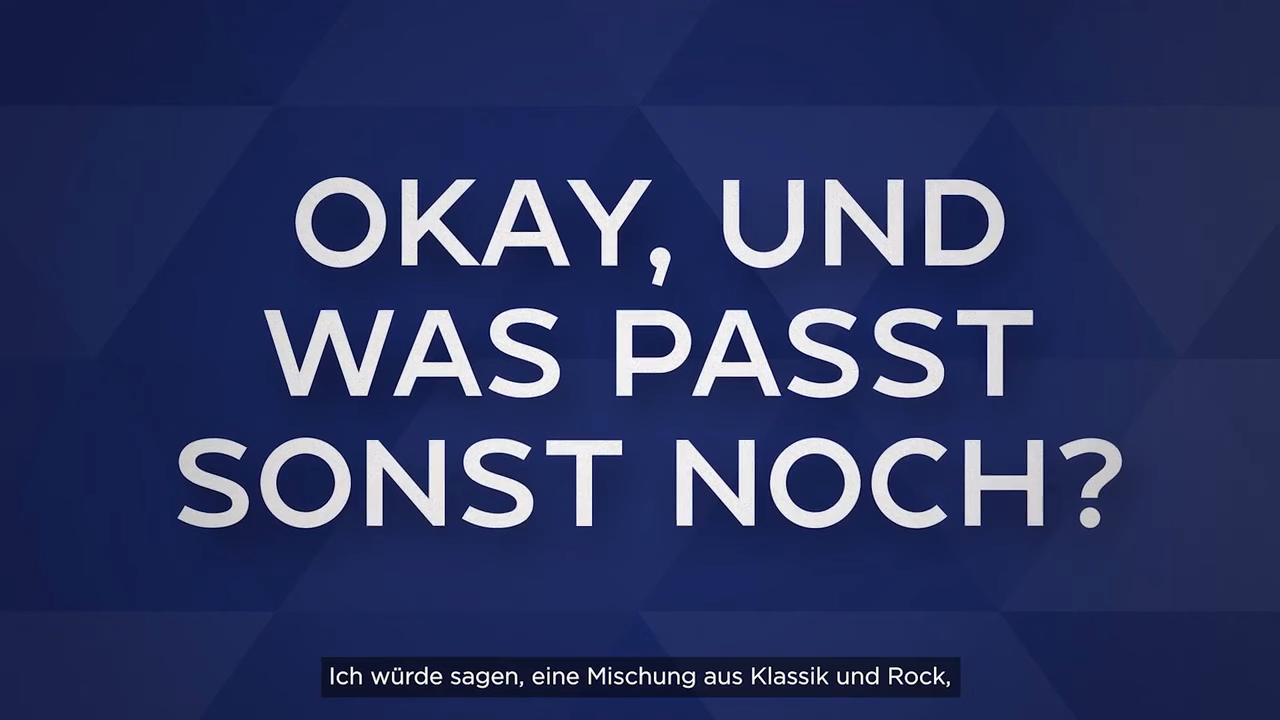 OKAY, UND
WAS PASST
SONST NOCH?
Ich würde sagen, eine Mischung aus Klassik und Rock,